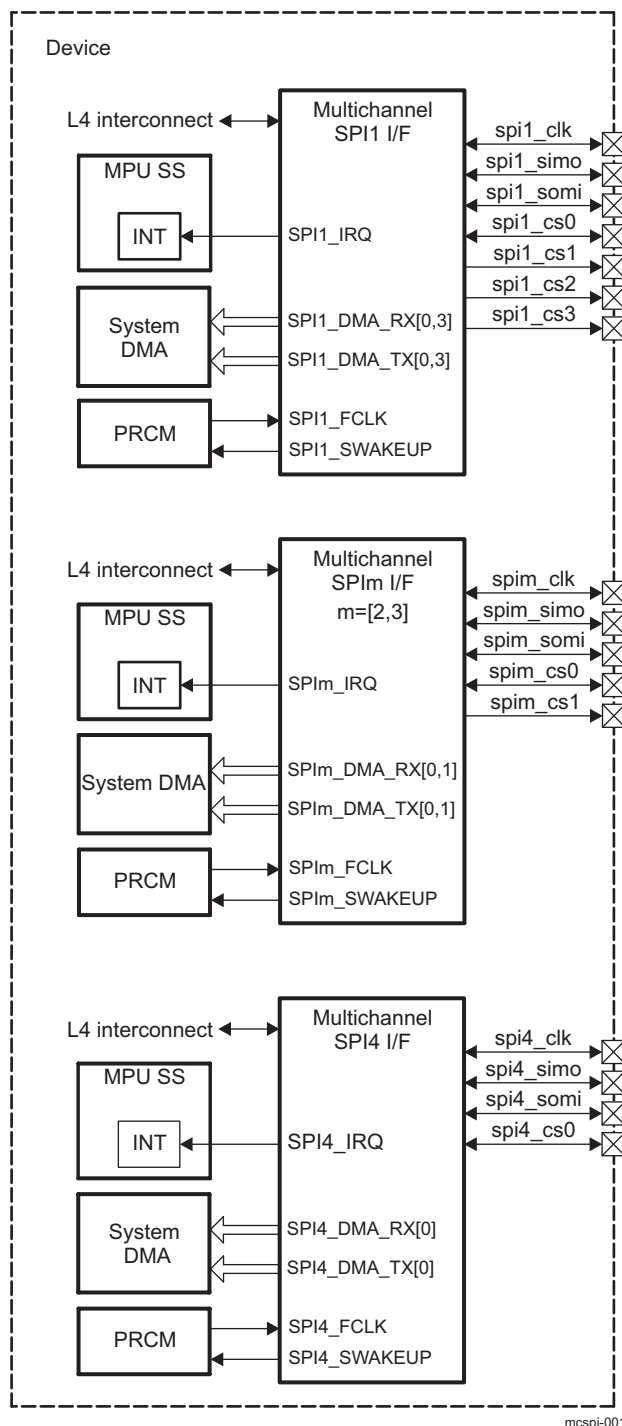 Device
L4 interconnect
Multichannel
SPI1 I/F
MPU SS
INT
SPI1_IRQ
System
DMA
SPI1_DMA_RX[0,3]
SPI1_DMA_TX[0,3]
PRCM
SPI1_FCLK
SPI1_SWAKEUP
spi1_clk
spi1_simo
spi1_somi
spi1_cs0
spi1_cs1
spi1_cs2
spi1_cs3
L4 interconnect
Multichannel
SPIm I/F
m=[2,3]
MPU SS
INT
SPIm_IRQ
System DMA
SPIm_DMA_RX[0,1]
SPIm_DMA_TX[0,1]
PRCM
SPIm_FCLK
SPIm_SWAKEUP
spim_clk
spim_simo
spim_somi
spim_cs0
spim_cs1
L4 interconnect
Multichannel
SPI4 I/F
MPU SS
INT
SPI4_IRQ
System
DMA
SPI4_DMA_RX[0]
SPI4_DMA_TX[0]
PRCM
SPI4_FCLK
SPI4_SWAKEUP
spi4_clk
spi4_simo
spi4_somi
spi4_cs0
mcspi-001